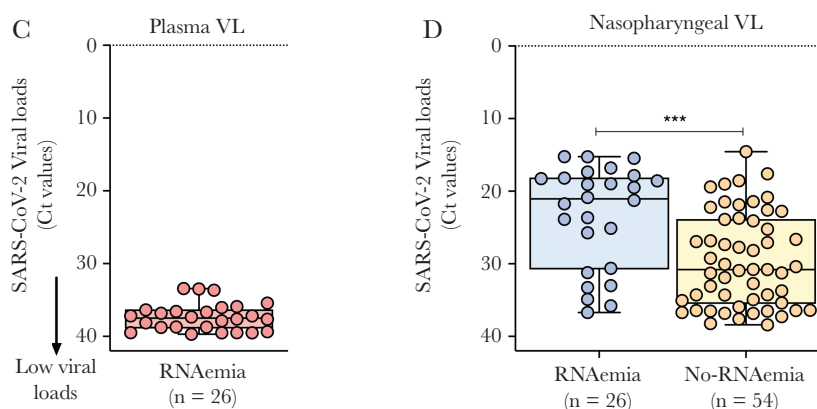 C
Plasma VL
SARS-CoV-2 Viral loads
(Ct values)
0
10
20
30
40
Low viral
loads
RNAemia
(n = 26)
D
Nasopharyngeal VL
SARS-CoV-2 Viral loads
(Ct values)
0
10
20
30
40
***
RNAemia
(n = 26)
No-RNAemia
(n = 54)